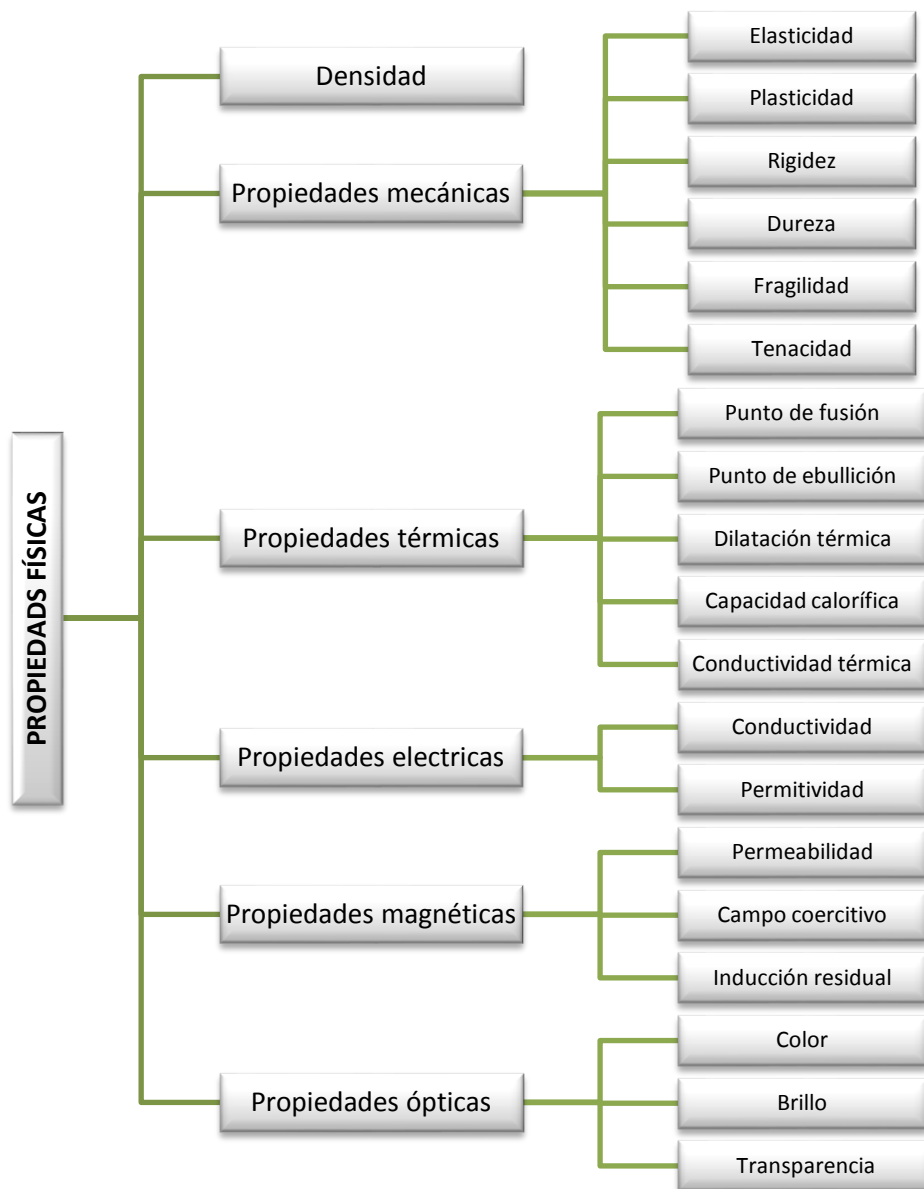 PROPIEDADS FÍSICAS
Densidad
Propiedades mecánicas
Elasticidad
Plasticidad
Rigidez
Dureza
Fragilidad
Tenacidad
Propiedades térmicas
Punto de fusión
Punto de ebullición
Dilatación térmica
Capacidad calorífica
Conductividad térmica
Propiedades electricas
Conductividad
Permitividad
Propiedades magnéticas
Permeabilidad
Campo coercitivo
Inducción residual
Propiedades ópticas
Color
Brillo
Transparencia